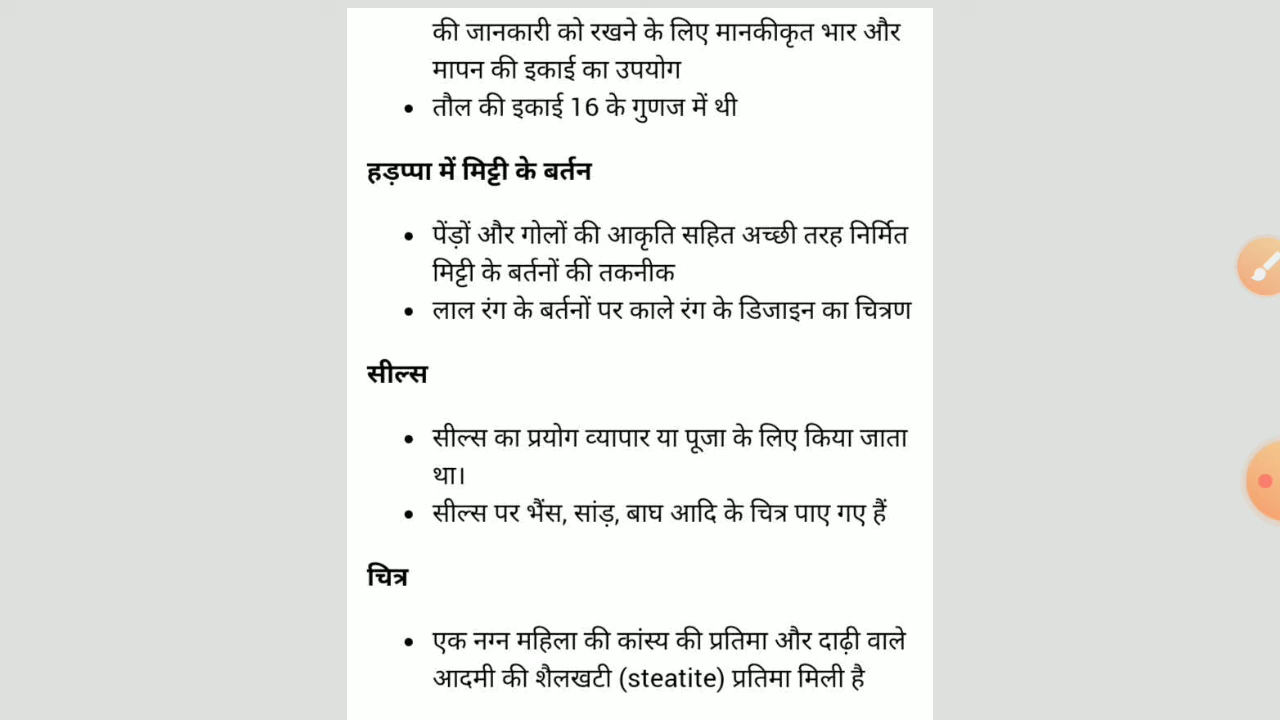 की जानकारी को रखने के लिए मानकीकृत भार और
मापन की इकाई का उपयोग
• तौल की इकाई 16 के गुणज में थी
हड़प्पा में मिट्टी के बर्तन
• पेंड़ों और गोलों की आकृति सहित अच्छी तरह निर्मित
मिट्टी के बर्तनों की तकनीक
• लाल रंग के बर्तनों पर काले रंग के डिजाइन का चित्रण
सील्स
• सील्स का प्रयोग व्यापार या पूजा के लिए किया जाता
था।
• सील्स पर भैंस, सांड़, बाघ आदि के चित्र पाए गए हैं
चित्र
• एक नग्न महिला की कांस्य की प्रतिमा और दाढ़ी वाले
आदमी की शैलखटी (steatite) प्रतिमा मिली है